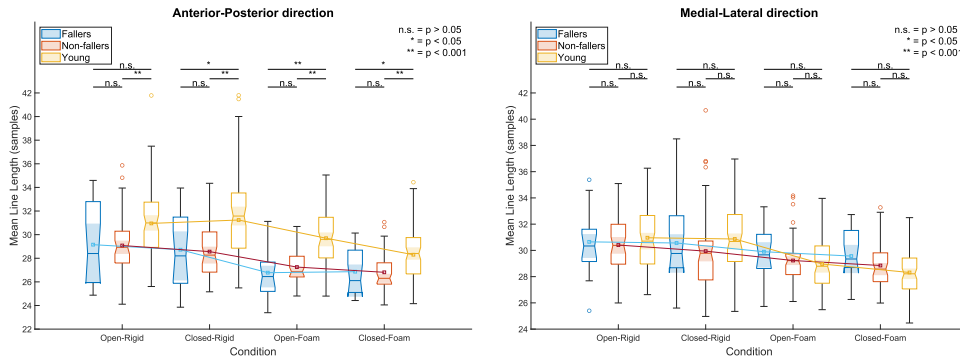 Anterior-Posterior direction
n.s. = p > 0.05
* = p < 0.05
** = p < 0.001
Fallers
Non-fallers
Young
n.s. * ** *
** ** ** **
n.s. n.s. n.s. n.s.
42
40
38
36
34
32
30
28
26
24
22
Mean Line Length (samples)
Open-Rigid Closed-Rigid Open-Foam Closed-Foam
Condition
Medial-Lateral direction
n.s. = p > 0.05
* = p < 0.05
** = p < 0.001
Fallers
Non-fallers
Young
n.s. n.s. n.s. n.s.
n.s. n.s. n.s. n.s.
n.s. n.s. n.s. n.s.
42
40
38
36
34
32
30
28
26
24
Mean Line Length (samples)
Open-Rigid Closed-Rigid Open-Foam Closed-Foam
Condition